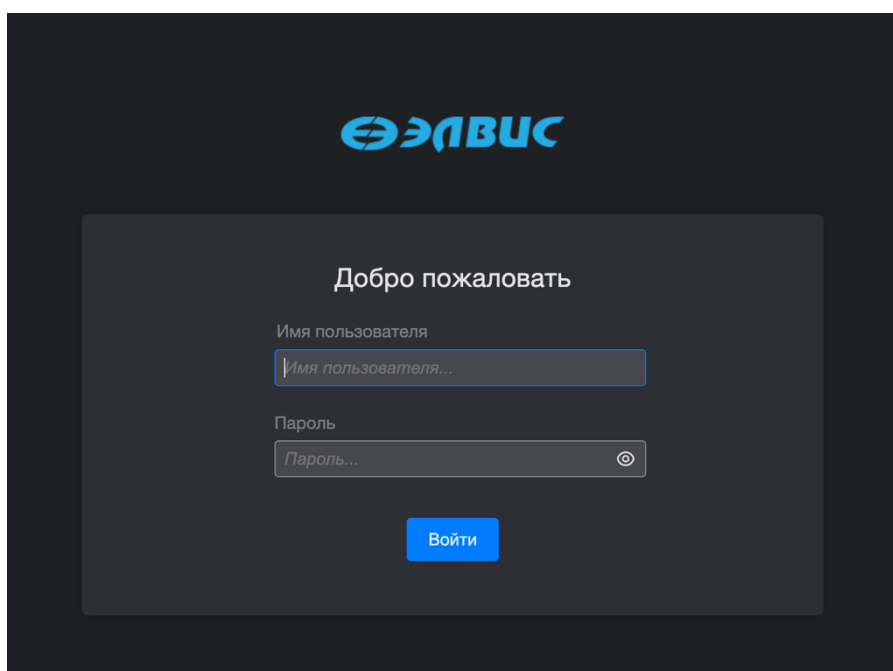 ЭЛВИС
Добро пожаловать
Имя пользователя
Имя пользователя...
Пароль
Пароль...
Войти